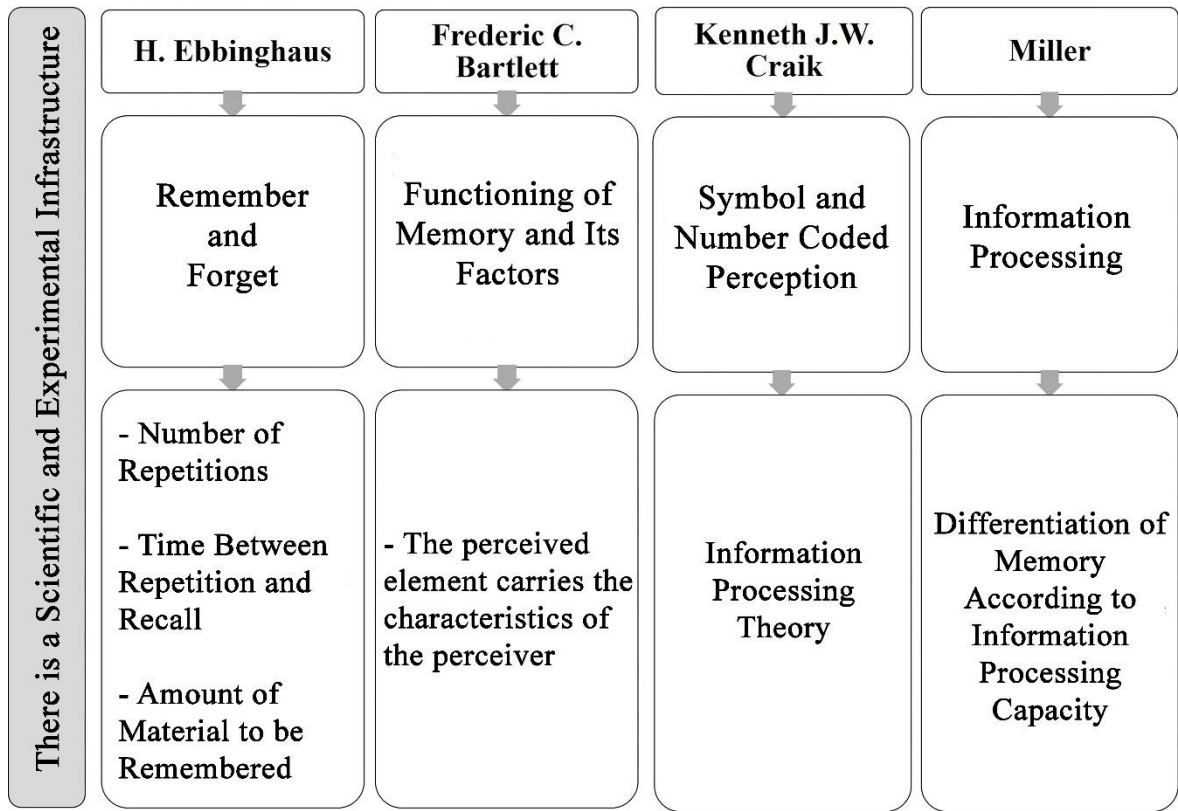 There is a Scientific and Experimental Infrastructure
H. Ebbinghaus
Remember
and
Forget
- Number of
Repetitions
- Time Between
Repetition and
Recall
- Amount of
Material to be
Remembered
Frederic C.
Bartlett
Functioning of
Memory and Its
Factors
- The perceived
element carries the
characteristics of
the perceiver
Kenneth J.W.
Craik
Symbol and
Number Coded
Perception
Information
Processing
Theory
Miller
Information
Processing
Differentiation of
Memory
According to
Information
Processing
Capacity